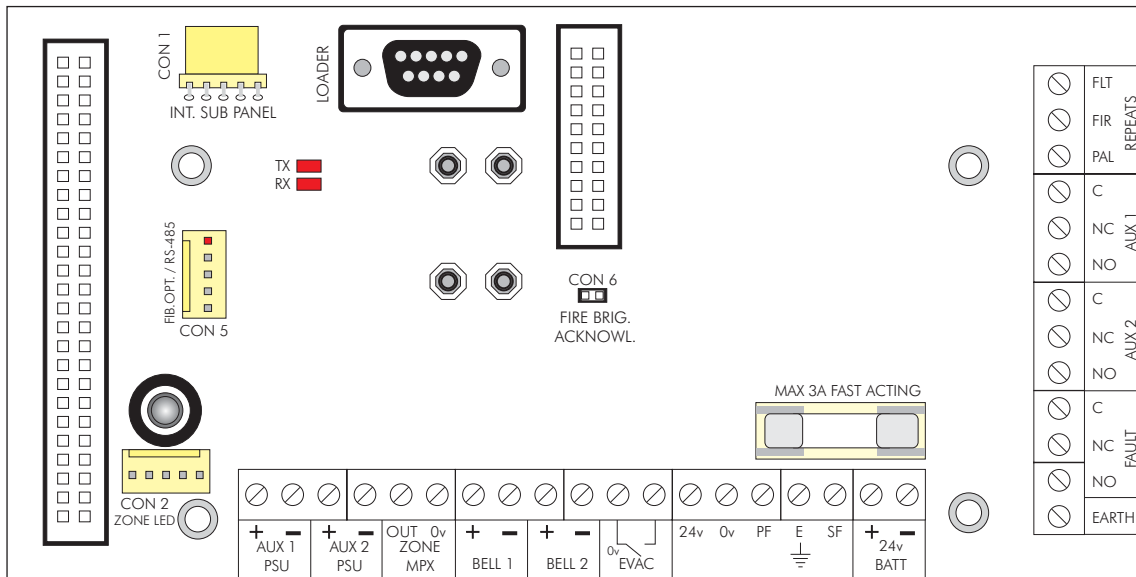 CON 1
INT. SUB PANEL
LOADER
TX
RX
FIB.OPT. / RS-485
CON 5
CON 6
FIRE BRIG.
ACKNOWL.
CON 2
ZONE LED
MAX 3A FAST ACTING
+ − AUX 1 PSU
+ − AUX 2 PSU
OUT 0v ZONE MPX
+ − BELL 1
+ − BELL 2
0v EVAC
24v 0v PF E SF
+ − 24v BATT
FLT
FIR
PAL
REPEATS
C
NC
NO
AUX 1
C
NC
NO
AUX 2
C
NC
NO
FAULT
EARTH